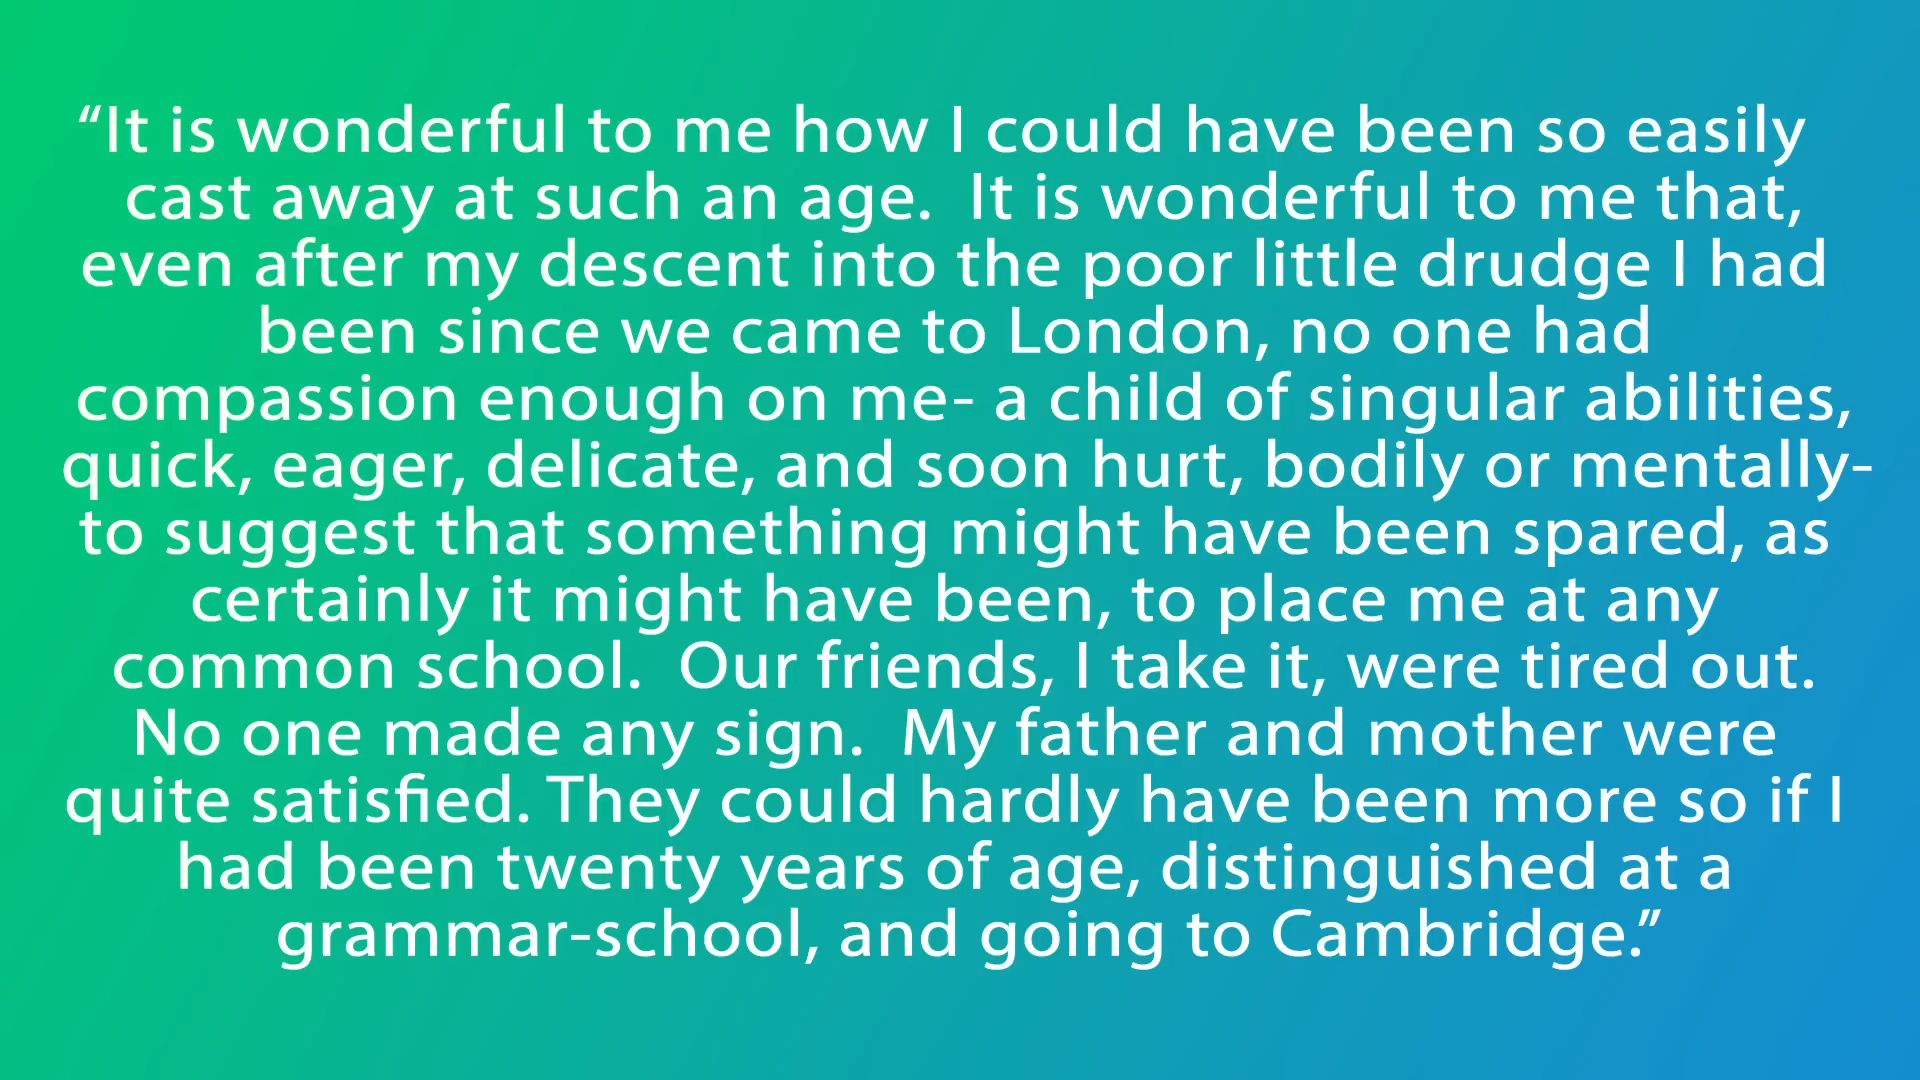 “It is wonderful to me how I could have been so easily
cast away at such an age.  It is wonderful to me that,
even after my descent into the poor little drudge I had
been since we came to London, no one had
compassion enough on me- a child of singular abilities,
quick, eager, delicate, and soon hurt, bodily or mentally-
to suggest that something might have been spared, as
certainly it might have been, to place me at any
common school.  Our friends, I take it, were tired out.
No one made any sign.  My father and mother were
quite satisfied. They could hardly have been more so if I
had been twenty years of age, distinguished at a
grammar-school, and going to Cambridge.”